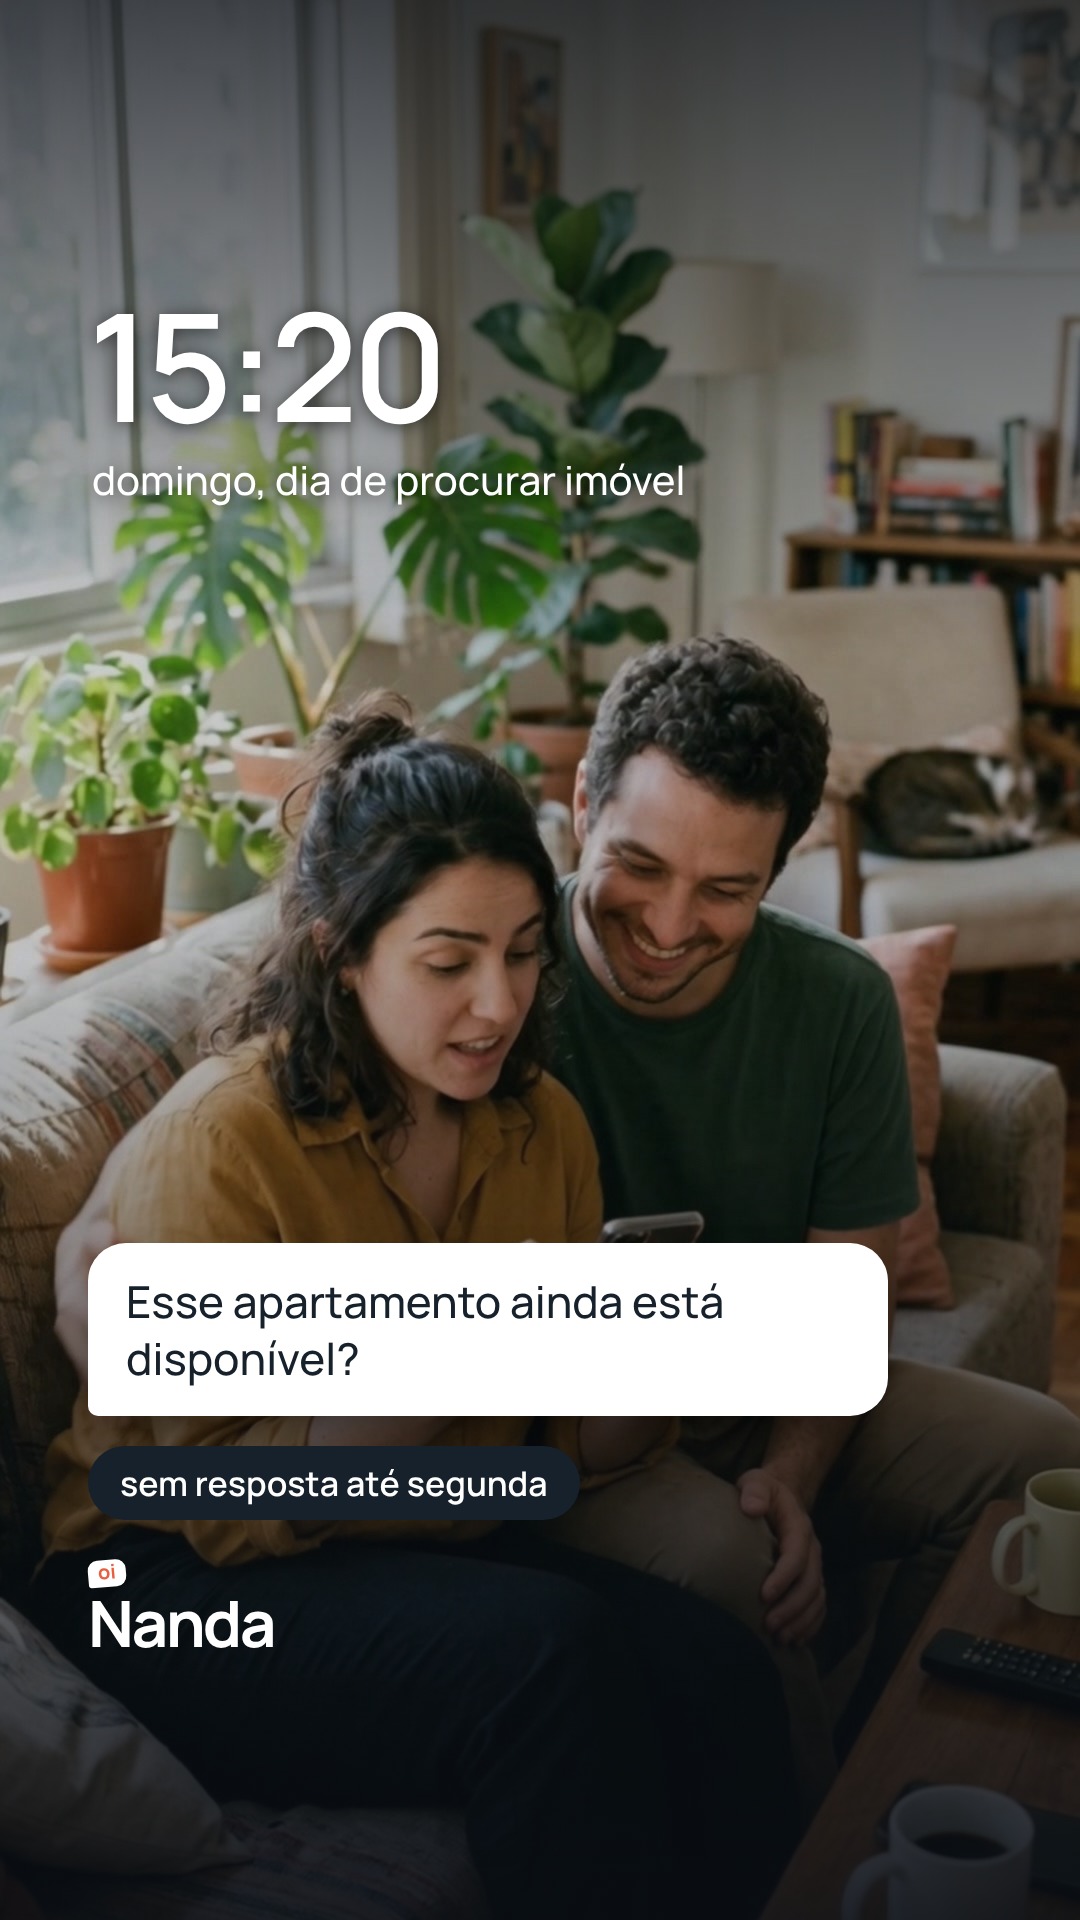 15:20
domingo, dia de procurar imóvel
Esse apartamento ainda está
disponível?
sem resposta até segunda
oi
Nanda